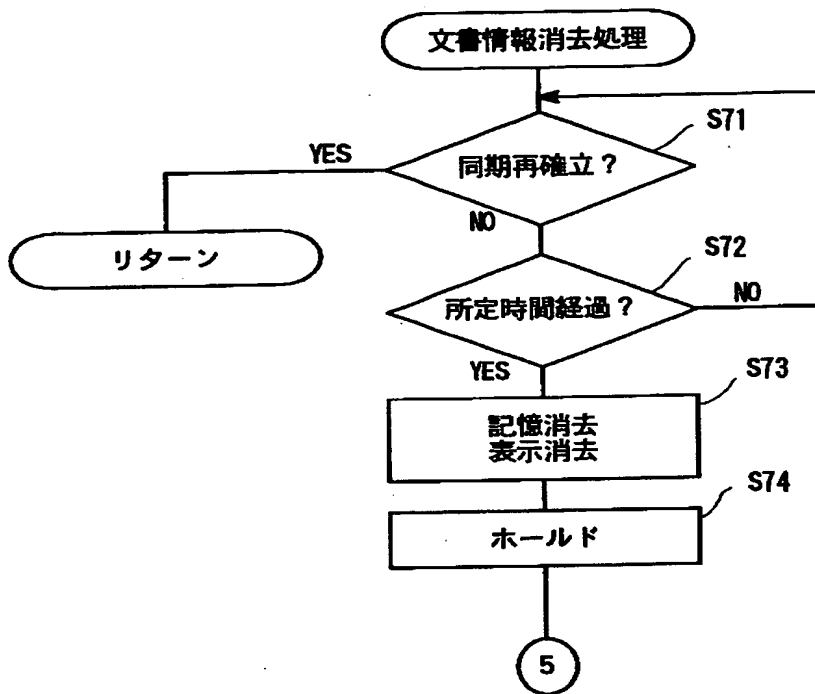 文書情報消去処理
S71
YES
同期再確立？
NO
リターン
S72
所定時間経過？
NO
YES
S73
記憶消去
表示消去
S74
ホールド
5